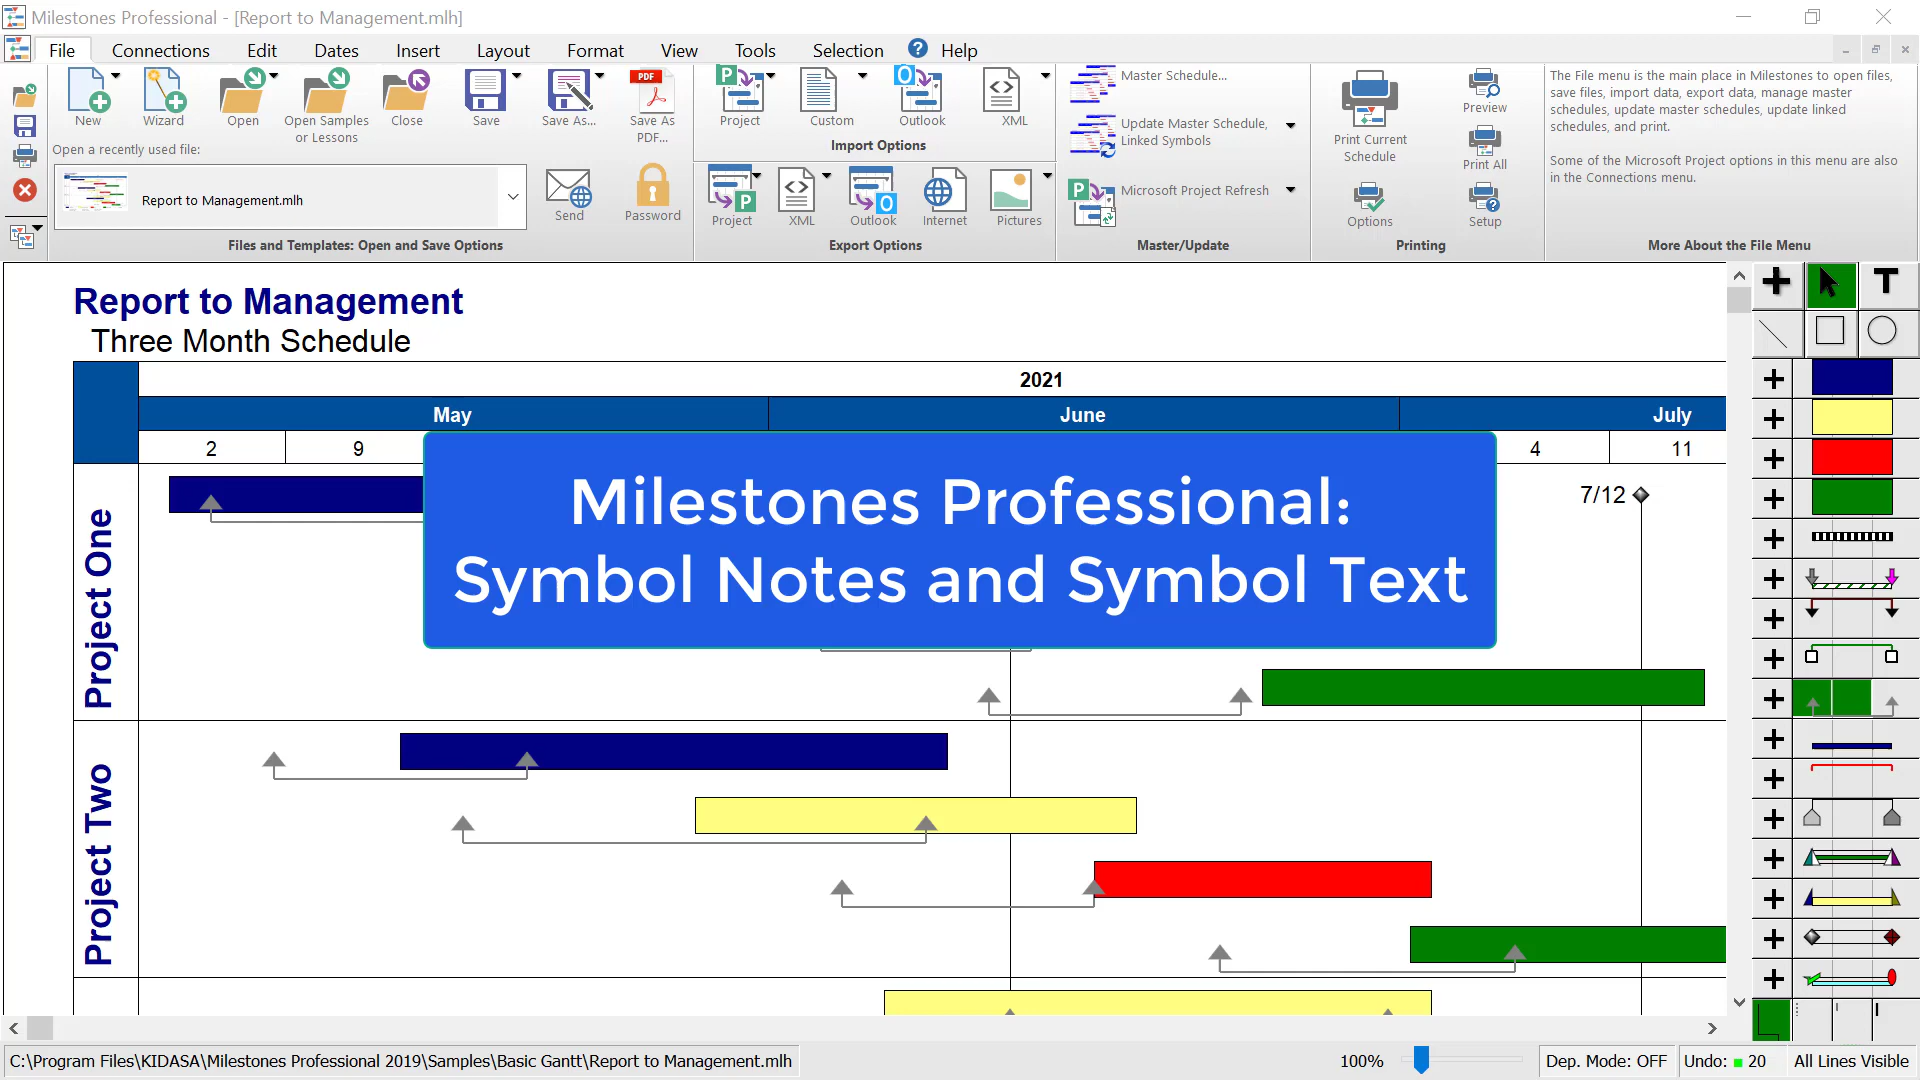 Milestones Professional - [Report to Management.mlh]
File Connections Edit Dates Insert Layout Format View Tools Selection ? Help
New Wizard Open Open Samples or Lessons Close Save Save As... Save As PDF...
PDF
Open a recently used file:
Report to Management.mlh
Send Password
Files and Templates: Open and Save Options
Project Custom Outlook XML
Import Options
Project XML Outlook Internet Pictures
Export Options
Master Schedule...
Update Master Schedule,
Linked Symbols
Microsoft Project Refresh
Master/Update
Print Current
Schedule
Preview
Print All
Options
Setup
Printing
The File menu is the main place in Milestones to open files,
save files, import data, export data, manage master
schedules, update master schedules, update linked
schedules, and print.
Some of the Microsoft Project options in this menu are also
in the Connections menu.
More About the File Menu
Report to Management
Three Month Schedule
2021
May June July
2 9 4 11
Milestones Professional:
Symbol Notes and Symbol Text
7/12
Project One
Project Two
T
C:\Program Files\KIDASA\Milestones Professional 2019\Samples\Basic Gantt\Report to Management.mlh
100% Dep. Mode: OFF Undo: 20 All Lines Visible